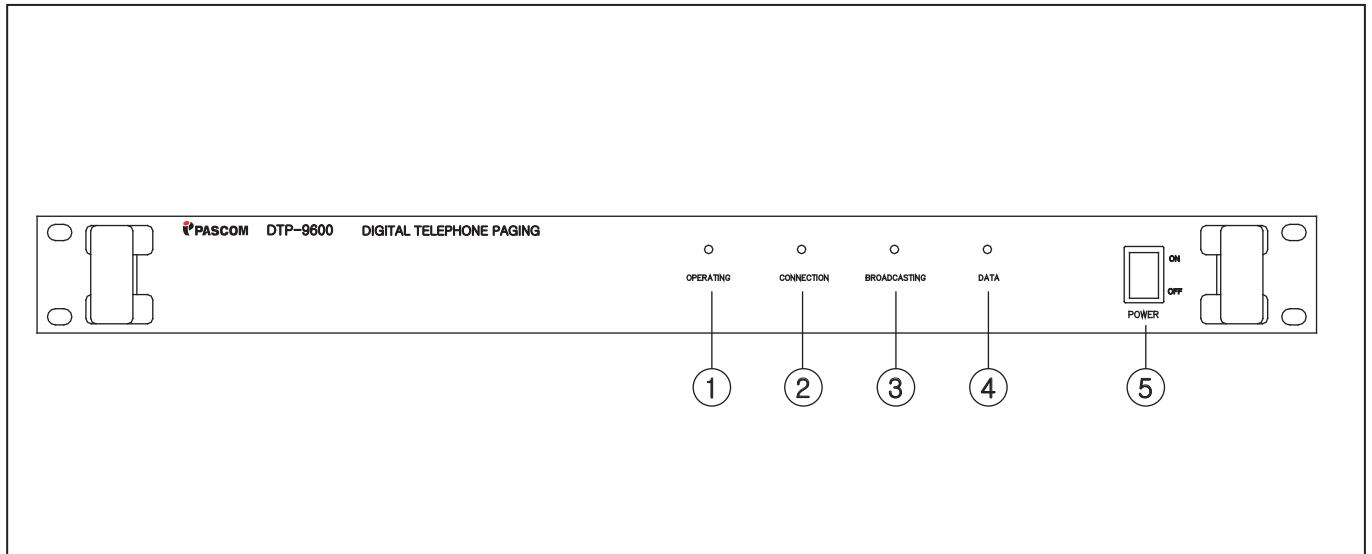 PASCOM DTP-9600 DIGITAL TELEPHONE PAGING
OPERATING CONNECTION BROADCASTING DATA
ON
OFF
POWER
1 2 3 4 5